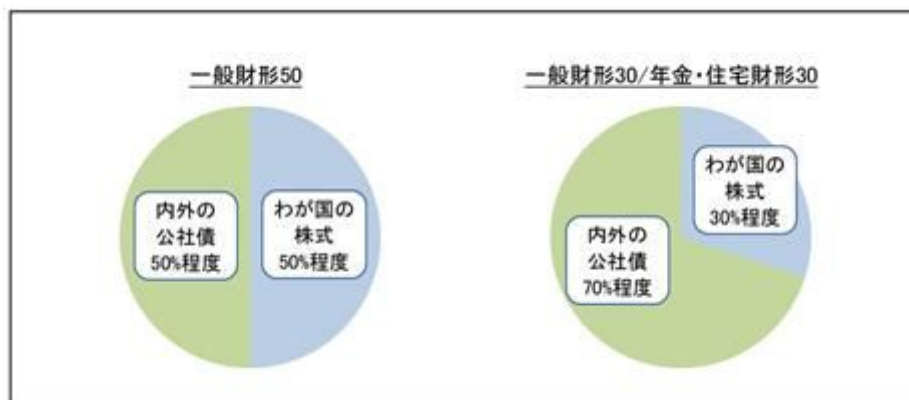 一般財形50
内外の
公社債
50%程度
わが国の
株式
50%程度
一般財形30/年金・住宅財形30
わが国の
株式
30%程度
内外の
公社債
70%程度